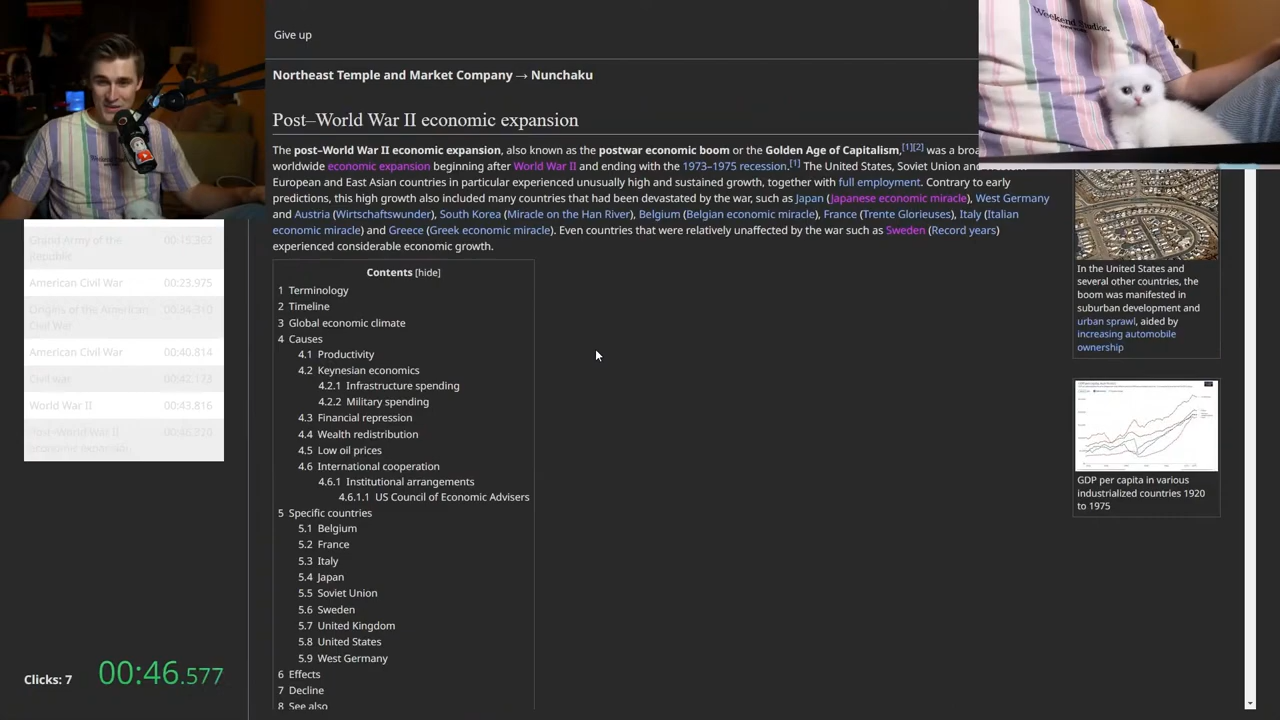 Give up
Northeast Temple and Market Company → Nunchaku
Post–World War II economic expansion
The post–World War II economic expansion, also known as the postwar economic boom or the Golden Age of Capitalism,[1][2] was a broa
worldwide economic expansion beginning after World War II and ending with the 1973–1975 recession.[1] The United States, Soviet Union and
European and East Asian countries in particular experienced unusually high and sustained growth, together with full employment. Contrary to early
predictions, this high growth also included many countries that had been devastated by the war, such as Japan (Japanese economic miracle), West Germany
and Austria (Wirtschaftswunder), South Korea (Miracle on the Han River), Belgium (Belgian economic miracle), France (Trente Glorieuses), Italy (Italian
economic miracle) and Greece (Greek economic miracle). Even countries that were relatively unaffected by the war such as Sweden (Record years)
experienced considerable economic growth.
Contents [hide]
1 Terminology
2 Timeline
3 Global economic climate
4 Causes
4.1 Productivity
4.2 Keynesian economics
4.2.1 Infrastructure spending
4.2.2 Military spending
4.3 Financial repression
4.4 Wealth redistribution
4.5 Low oil prices
4.6 International cooperation
4.6.1 Institutional arrangements
4.6.1.1 US Council of Economic Advisers
5 Specific countries
5.1 Belgium
5.2 France
5.3 Italy
5.4 Japan
5.5 Soviet Union
5.6 Sweden
5.7 United Kingdom
5.8 United States
5.9 West Germany
6 Effects
7 Decline
8 See also
In the United States and
several other countries, the
boom was manifested in
suburban development and
urban sprawl, aided by
increasing automobile
ownership
GDP per capita in various
industrialized countries 1920
to 1975
Weekend Studios
Grand Army of the
Republic 00:15.362
American Civil War 00:23.975
Origins of the American
Civil War 00:34.310
American Civil War 00:40.814
Civil war 00:42.173
World War II 00:43.816
Post–World War II
economic expansion 00:46.220
Clicks: 7
00:46.577